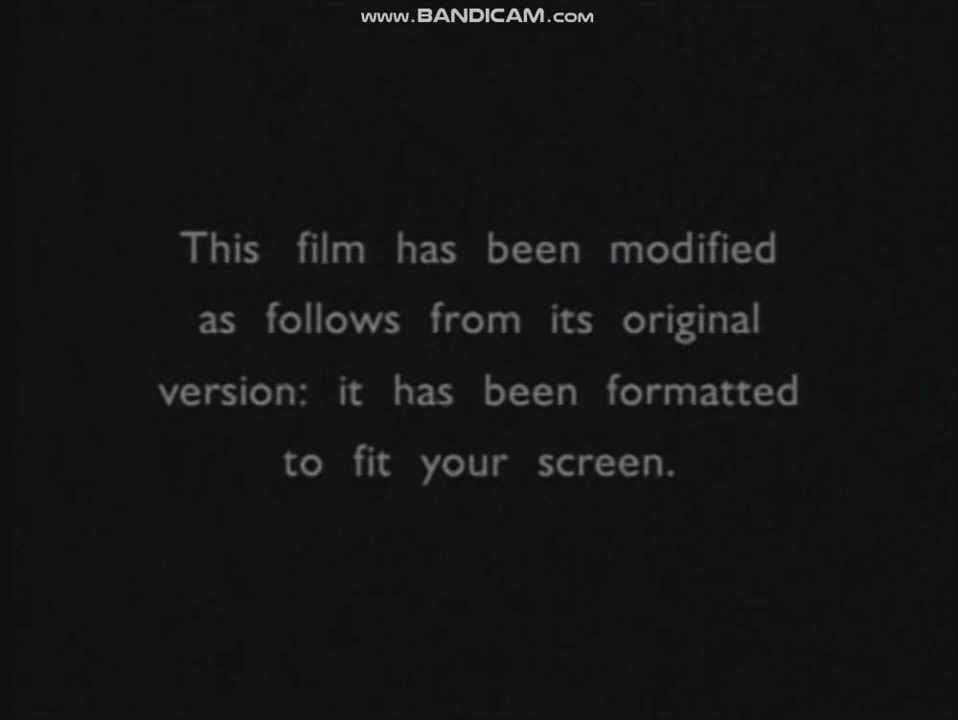 www.BANDICAM.com
This film has been modified
as follows from its original
version: it has been formatted
to fit your screen.